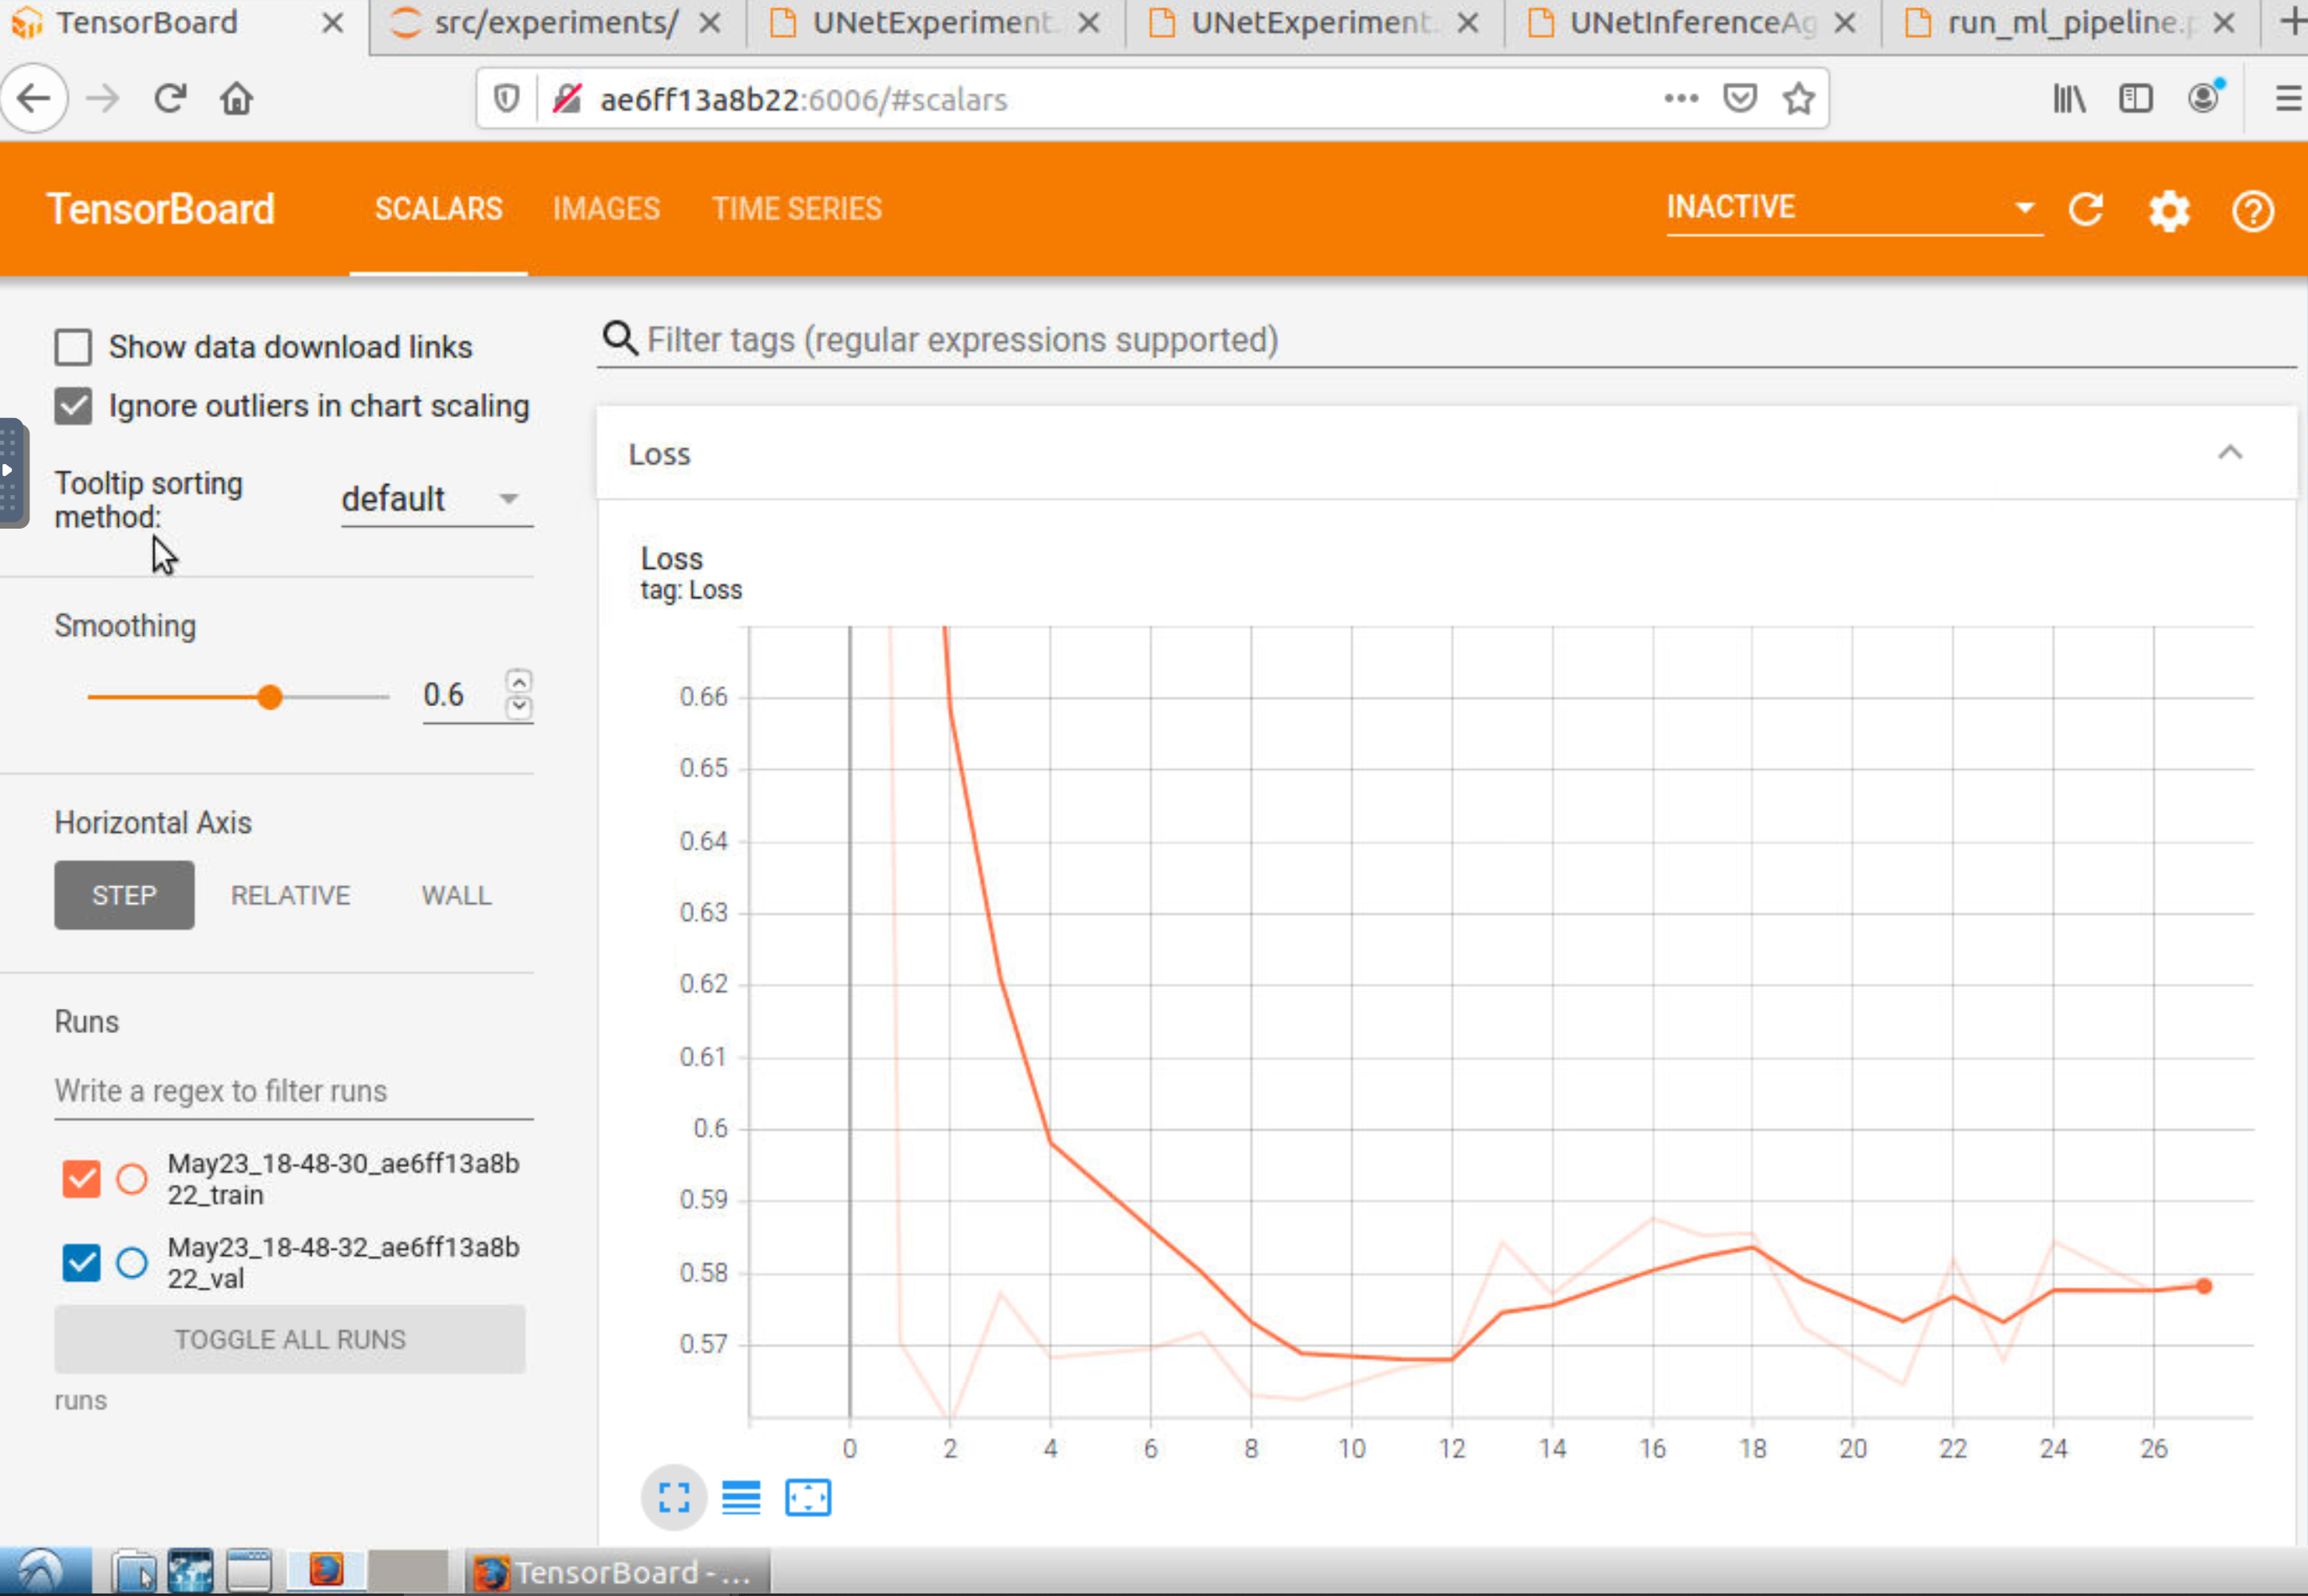 TensorBoard
src/experiments/
UNetExperiment.
UNetExperiment.
UNetInferenceAg
run_ml_pipeline.p
ae6ff13a8b22:6006/#scalars
TensorBoard
SCALARS
IMAGES
TIME SERIES
INACTIVE
Show data download links
Ignore outliers in chart scaling
Tooltip sorting
method:
default
Smoothing
0.6
Horizontal Axis
STEP
RELATIVE
WALL
Runs
Write a regex to filter runs
May23_18-48-30_ae6ff13a8b
22_train
May23_18-48-32_ae6ff13a8b
22_val
TOGGLE ALL RUNS
runs
Filter tags (regular expressions supported)
Loss
Loss
tag: Loss
0.66
0.65
0.64
0.63
0.62
0.61
0.6
0.59
0.58
0.57
0 2 4 6 8 10 12 14 16 18 20 22 24 26
TensorBoard - ...